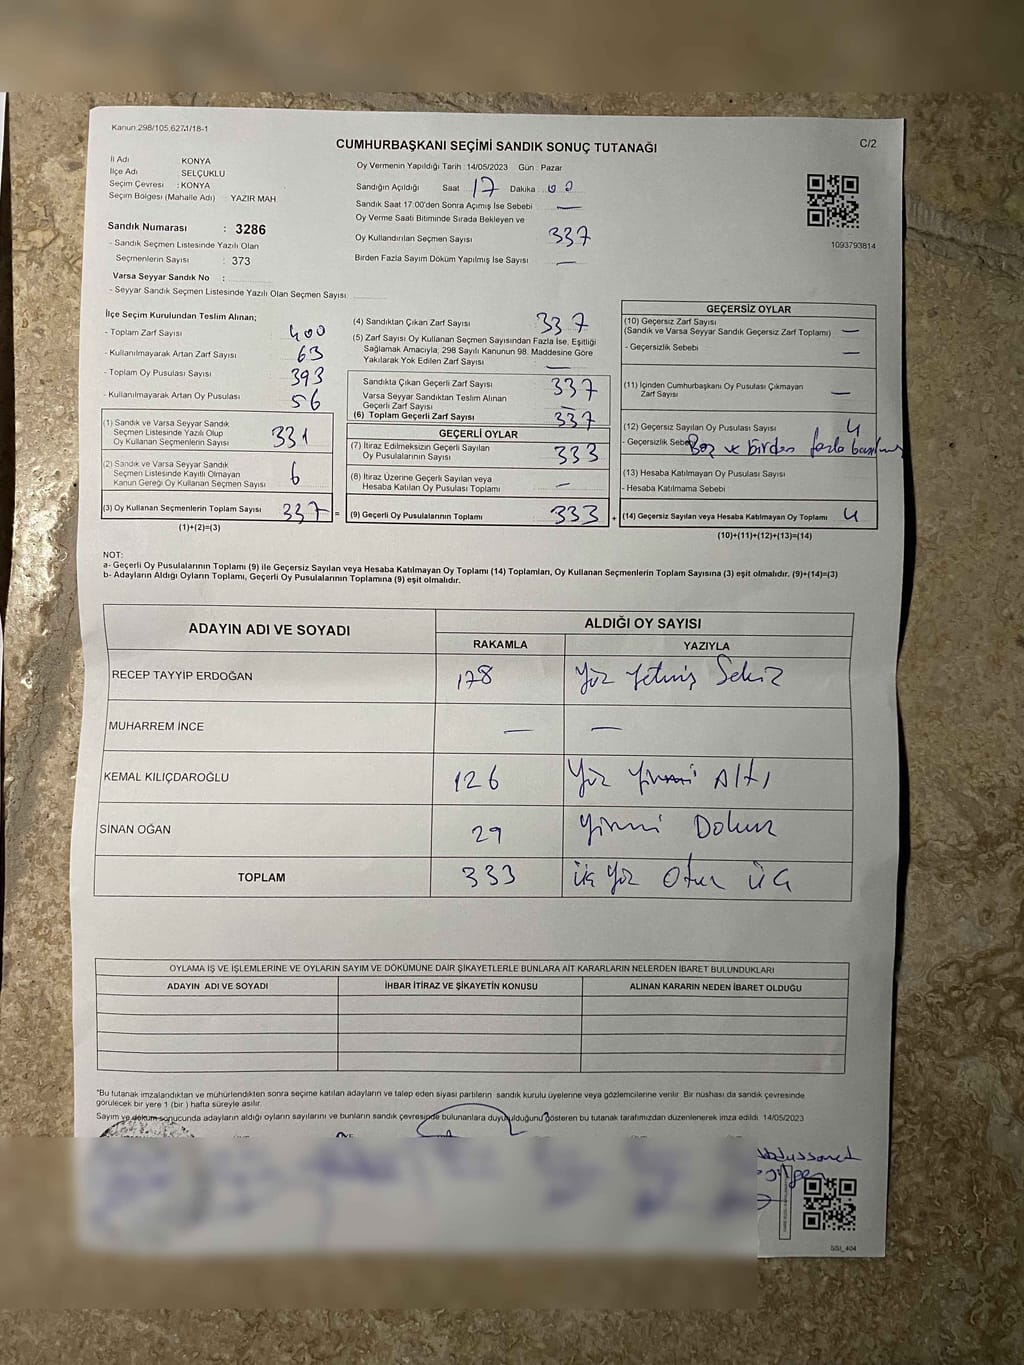 Kanun.298/105,627.1/18-1
CUMHURBAŞKANI SEÇİMİ SANDIK SONUÇ TUTANAĞI
C/2
İl Adı : KONYA
İlçe Adı : SELÇUKLU
Seçim Çevresi : KONYA
Seçim Bölgesi (Mahalle Adı) : YAZIR MAH
Sandık Numarası : 3286
- Sandık Seçmen Listesinde Yazılı Olan
Seçmenlerin Sayısı : 373
Varsa Seyyar Sandık No :
- Seyyar Sandık Seçmen Listesinde Yazılı Olan Seçmen Sayısı:
Oy Vermenin Yapıldığı Tarih :14/05/2023 Gün : Pazar
Sandığın Açıldığı Saat 17 Dakika 00
Sandık Saat 17:00'den Sonra Açımış İse Sebebi —
Oy Verme Saati Bitiminde Sırada Bekleyen ve
Oy Kullandırılan Seçmen Sayısı 337
Birden Fazla Sayım Döküm Yapılmış İse Sayısı —
1093793814
İlçe Seçim Kurulundan Teslim Alınan;
- Toplam Zarf Sayısı 400
- Kullanılmayarak Artan Zarf Sayısı 63
- Toplam Oy Pusulası Sayısı 393
- Kullanılmayarak Artan Oy Pusulası 56
(1) Sandık ve Varsa Seyyar Sandık
Seçmen Listesinde Yazılı Olup
Oy Kullanan Seçmenlerin Sayısı 331
(2) Sandık ve Varsa Seyyar Sandık
Seçmen Listesinde Kayıtlı Olmayan
Kanun Gereği Oy Kullanan Seçmen Sayısı 6
(3) Oy Kullanan Seçmenlerin Toplam Sayısı 337 =
(1)+(2)=(3)
(4) Sandıktan Çıkan Zarf Sayısı 337
(5) Zarf Sayısı Oy Kullanan Seçmen Sayısından Fazla İse, Eşitliği
Sağlamak Amacıyla, 298 Sayılı Kanunun 98. Maddesine Göre
Yakılarak Yok Edilen Zarf Sayısı —
Sandıkta Çıkan Geçerli Zarf Sayısı 337
Varsa Seyyar Sandıktan Teslim Alınan
Geçerli Zarf Sayısı —
(6) Toplam Geçerli Zarf Sayısı 337
GEÇERLİ OYLAR
(7) İtiraz Edilmeksizin Geçerli Sayılan
Oy Pusulalarının Sayısı 333
(8) İtiraz Üzerine Geçerli Sayılan veya
Hesaba Katılan Oy Pusulası Toplamı —
(9) Geçerli Oy Pusulalarının Toplamı 333 +
GEÇERSİZ OYLAR
(10) Geçersiz Zarf Sayısı
(Sandık ve Varsa Seyyar Sandık Geçersiz Zarf Toplamı) —
- Geçersizlik Sebebi —
(11) İçinden Cumhurbaşkanı Oy Pusulası Çıkmayan
Zarf Sayısı —
(12) Geçersiz Sayılan Oy Pusulası Sayısı 4
- Geçersizlik Sebebi Boş ve birden fazla
(13) Hesaba Katılmayan Oy Pusulası Sayısı
- Hesaba Katılmama Sebebi
(14) Geçersiz Sayılan veya Hesaba Katılmayan Oy Toplamı 4
(10)+(11)+(12)+(13)=(14)
NOT:
a- Geçerli Oy Pusulalarının Toplamı (9) ile Geçersiz Sayılan veya Hesaba Katılmayan Oy Toplamı (14) Toplamları, Oy Kullanan Seçmenlerin Toplam Sayısına (3) eşit olmalıdır. (9)+(14)=(3)
b- Adayların Aldığı Oyların Toplamı, Geçerli Oy Pusulalarının Toplamına (9) eşit olmalıdır.
ADAYIN ADI VE SOYADI
ALDIĞI OY SAYISI
RAKAMLA YAZIYLA
RECEP TAYYİP ERDOĞAN 178 Yüz Yetmiş Sekiz
MUHARREM İNCE — —
KEMAL KILIÇDAROĞLU 126 Yüz Yirmi Altı
SİNAN OĞAN 29 Yirmi Dokuz
TOPLAM 333 Üç Yüz Otuz Üç
OYLAMA İŞ VE İŞLEMLERİNE VE OYLARIN SAYIM VE DÖKÜMÜNE DAİR ŞİKAYETLERLE BUNLARA AİT KARARLARIN NELERDEN İBARET BULUNDUKLARI
ADAYIN ADI VE SOYADI İHBAR İTİRAZ VE ŞİKAYETİN KONUSU ALINAN KARARIN NEDEN İBARET OLDUĞU
*Bu tutanak imzalandıktan ve mühürlendikten sonra seçime katılan adayların ve talep eden siyasi partilerin sandık kurulu üyelerine veya gözlemcilerine verilir. Bir nüshası da sandık çevresinde
görülecek bir yere 1 (bir ) hafta süreyle asılır.
Sayım ve döküm sonucunda adayların aldığı oyların sayılarını ve bunların sandık çevresinde bulunanlara duyurulduğunu gösteren bu tutanak tarafımızdan düzenlenerek imza edildi. 14/05/2023
SSI_404